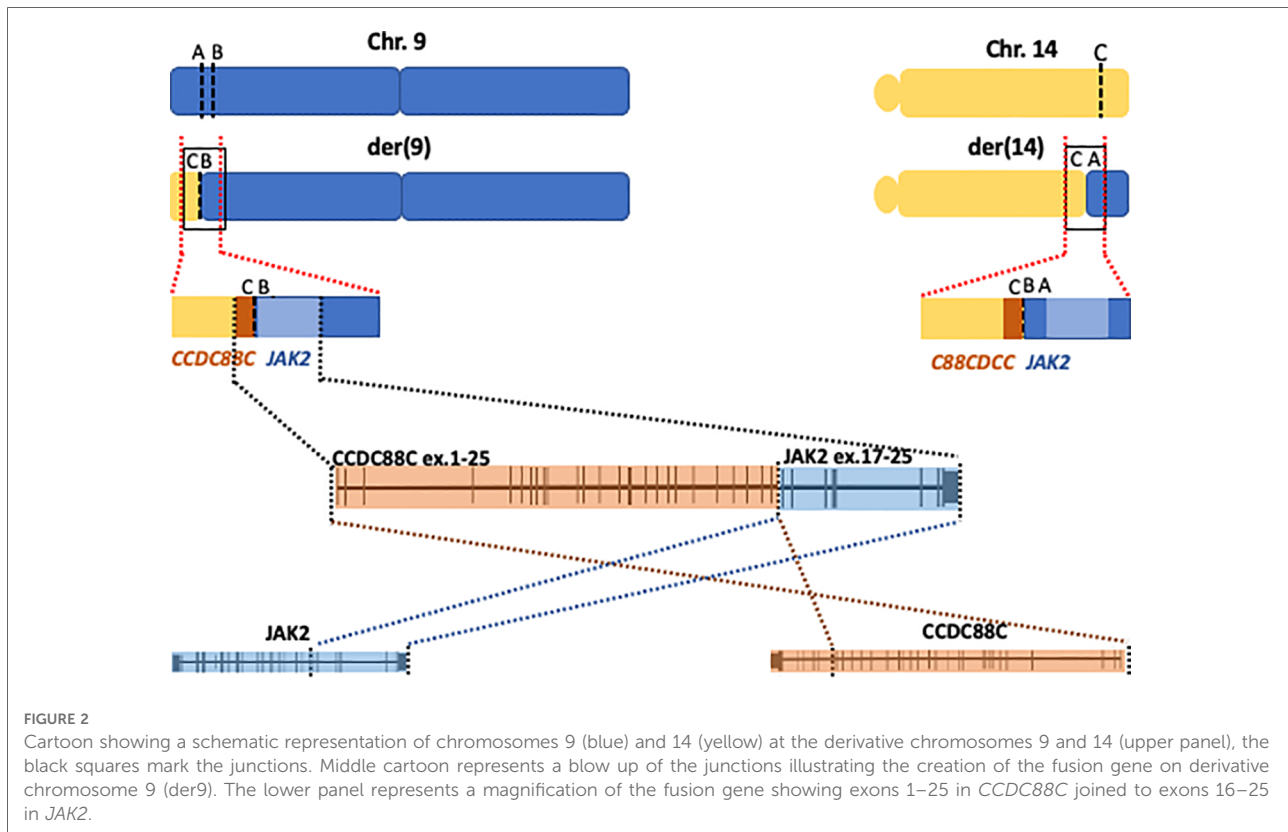 Chr. 9
A B
Chr. 14
C
der(9)
C B
der(14)
C A
C B
CCDC88C JAK2
C B A
C88CDCC JAK2
CCDC88C ex.1-25
JAK2 ex.17-25
JAK2
CCDC88C
FIGURE 2
Cartoon showing a schematic representation of chromosomes 9 (blue) and 14 (yellow) at the derivative chromosomes 9 and 14 (upper panel), the
black squares mark the junctions. Middle cartoon represents a blow up of the junctions illustrating the creation of the fusion gene on derivative
chromosome 9 (der9). The lower panel represents a magnification of the fusion gene showing exons 1–25 in CCDC88C joined to exons 16–25
in JAK2.